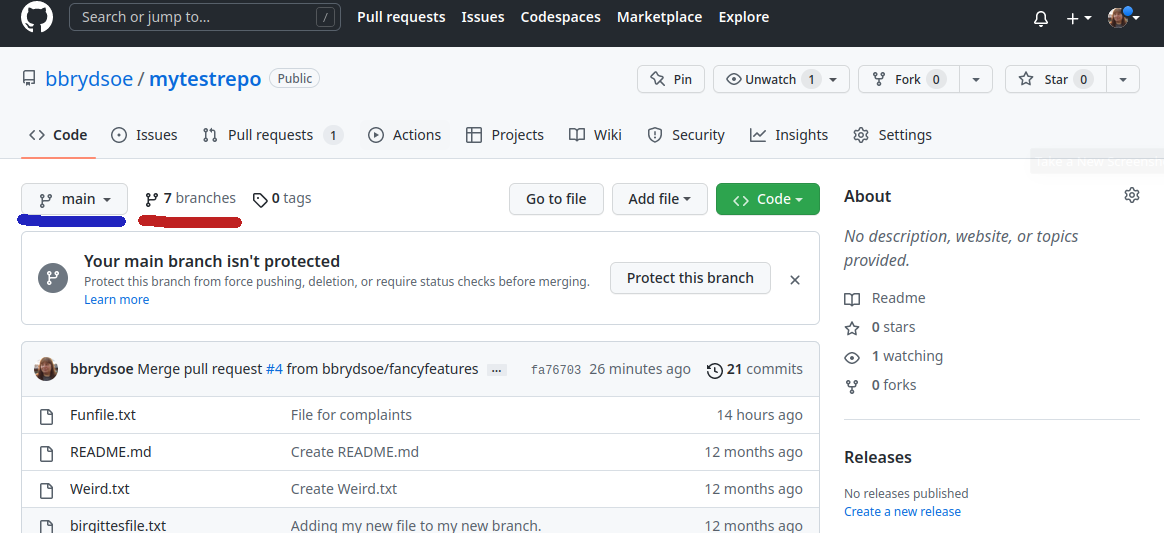 Search or jump to... /
Pull requests Issues Codespaces Marketplace Explore
bbrydsoe / mytestrepo Public
Pin Unwatch 1 Fork 0 Star 0
Code Issues Pull requests 1 Actions Projects Wiki Security Insights Settings
main 7 branches 0 tags Go to file Add file Code
About
No description, website, or topics
provided.
Your main branch isn't protected
Protect this branch from force pushing, deletion, or require status checks before merging.
Learn more
Protect this branch
Readme
0 stars
1 watching
0 forks
bbrydsoe Merge pull request #4 from bbrydsoe/fancyfeatures ... fa76703 26 minutes ago 21 commits
Funfile.txt File for complaints 14 hours ago
README.md Create README.md 12 months ago
Weird.txt Create Weird.txt 12 months ago
birgittesfile.txt Adding my new file to my new branch. 12 months ago
Releases
No releases published
Create a new release